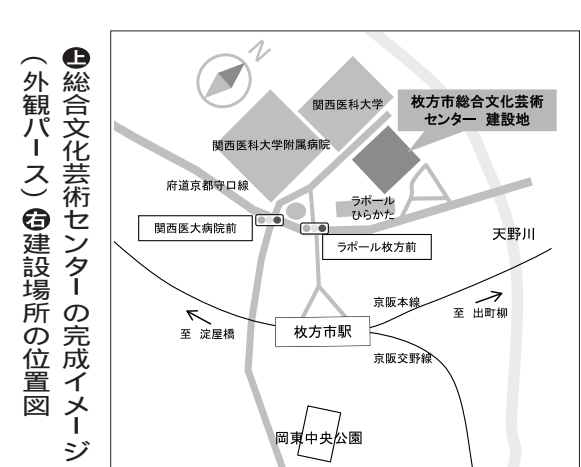 上総合文化芸術センターの完成イメージ
（外観パース）右建設場所の位置図
N
関西医科大学
枚方市総合文化芸術
センター 建設地
関西医科大学附属病院
府道京都守口線
ラポール
ひらかた
関西医大病院前
ラポール枚方前
天野川
京阪本線
至 出町柳
至 淀屋橋
枚方市駅
京阪交野線
岡東中央公園